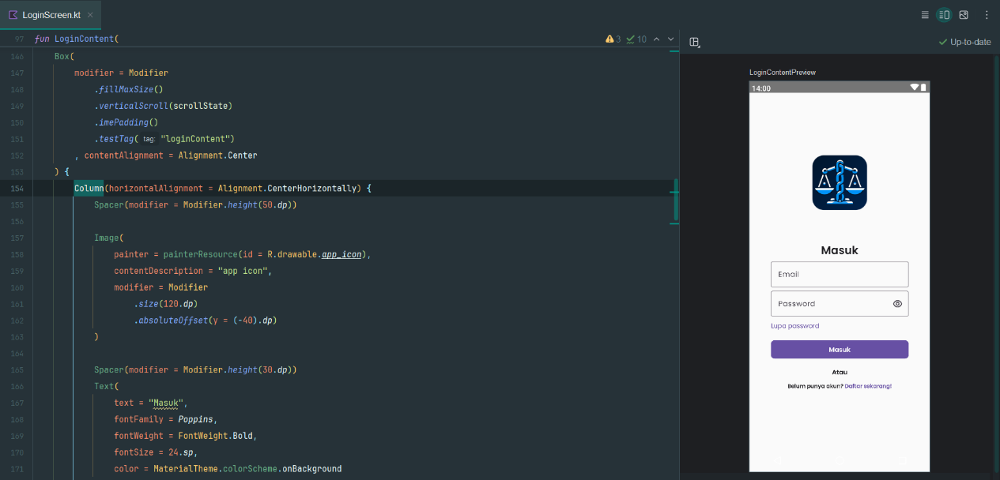 LoginScreen.kt
97 fun LoginContent(
3 10
146 Box(
147 modifier = Modifier
148 .fillMaxSize()
149 .verticalScroll(scrollState)
150 .imePadding()
151 .testTag( tag: "loginContent")
152 , contentAlignment = Alignment.Center
153 ) {
154 Column(horizontalAlignment = Alignment.CenterHorizontally) {
155 Spacer(modifier = Modifier.height(50.dp))
156
157 Image(
158 painter = painterResource(id = R.drawable.app_icon),
159 contentDescription = "app icon",
160 modifier = Modifier
161 .size(120.dp)
162 .absoluteOffset(y = (-40).dp)
163 )
164
165 Spacer(modifier = Modifier.height(30.dp))
166 Text(
167 text = "Masuk",
168 fontFamily = Poppins,
169 fontWeight = FontWeight.Bold,
170 fontSize = 24.sp,
171 color = MaterialTheme.colorScheme.onBackground
Up-to-date
LoginContentPreview
14:00
Masuk
Email
Password
Lupa password
Masuk
Atau
Belum punya akun? Daftar sekarang!